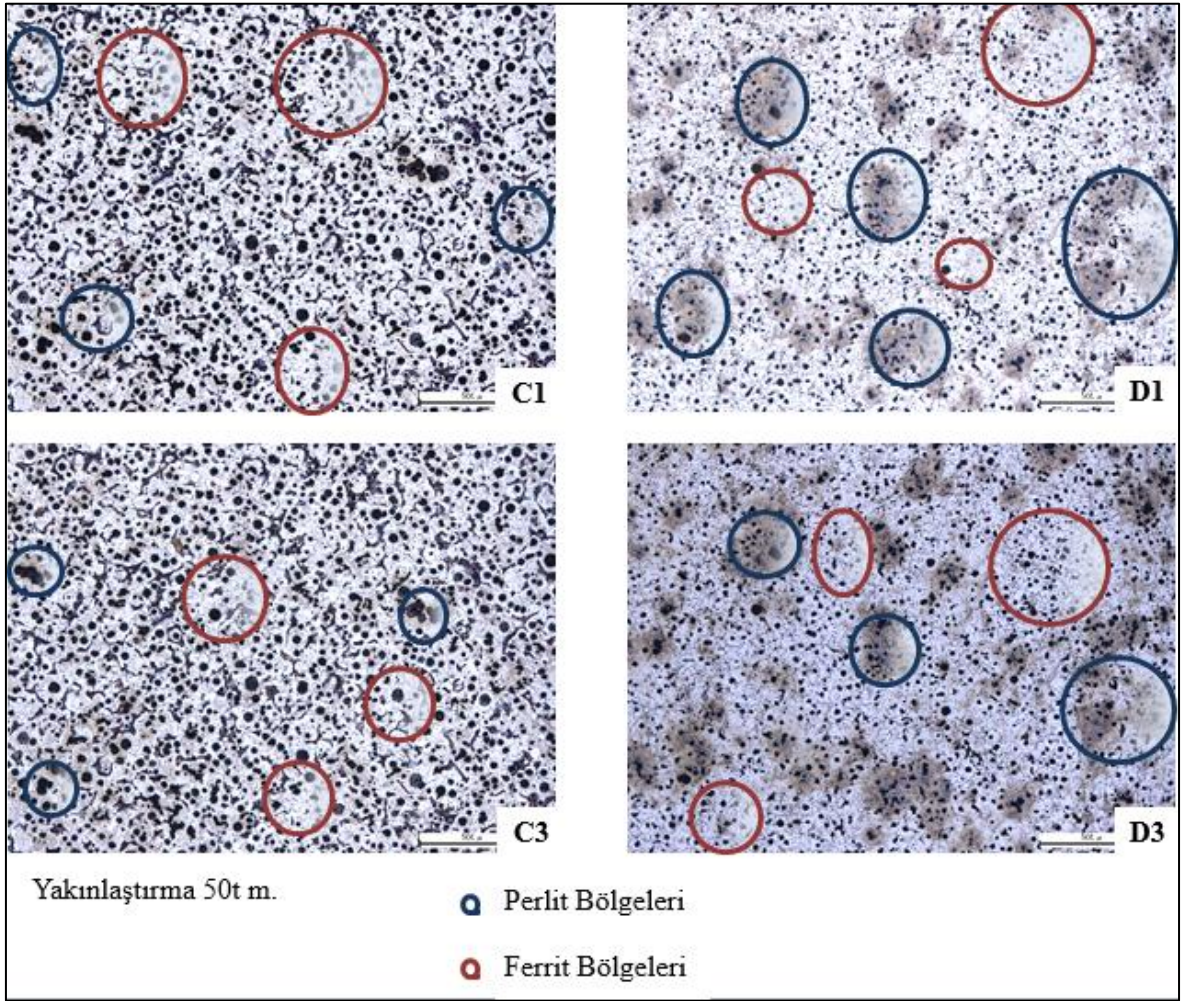 C1
D1
C3
D3
Yakınlaştırma 50t m.
Perlit Bölgeleri
Ferrit Bölgeleri